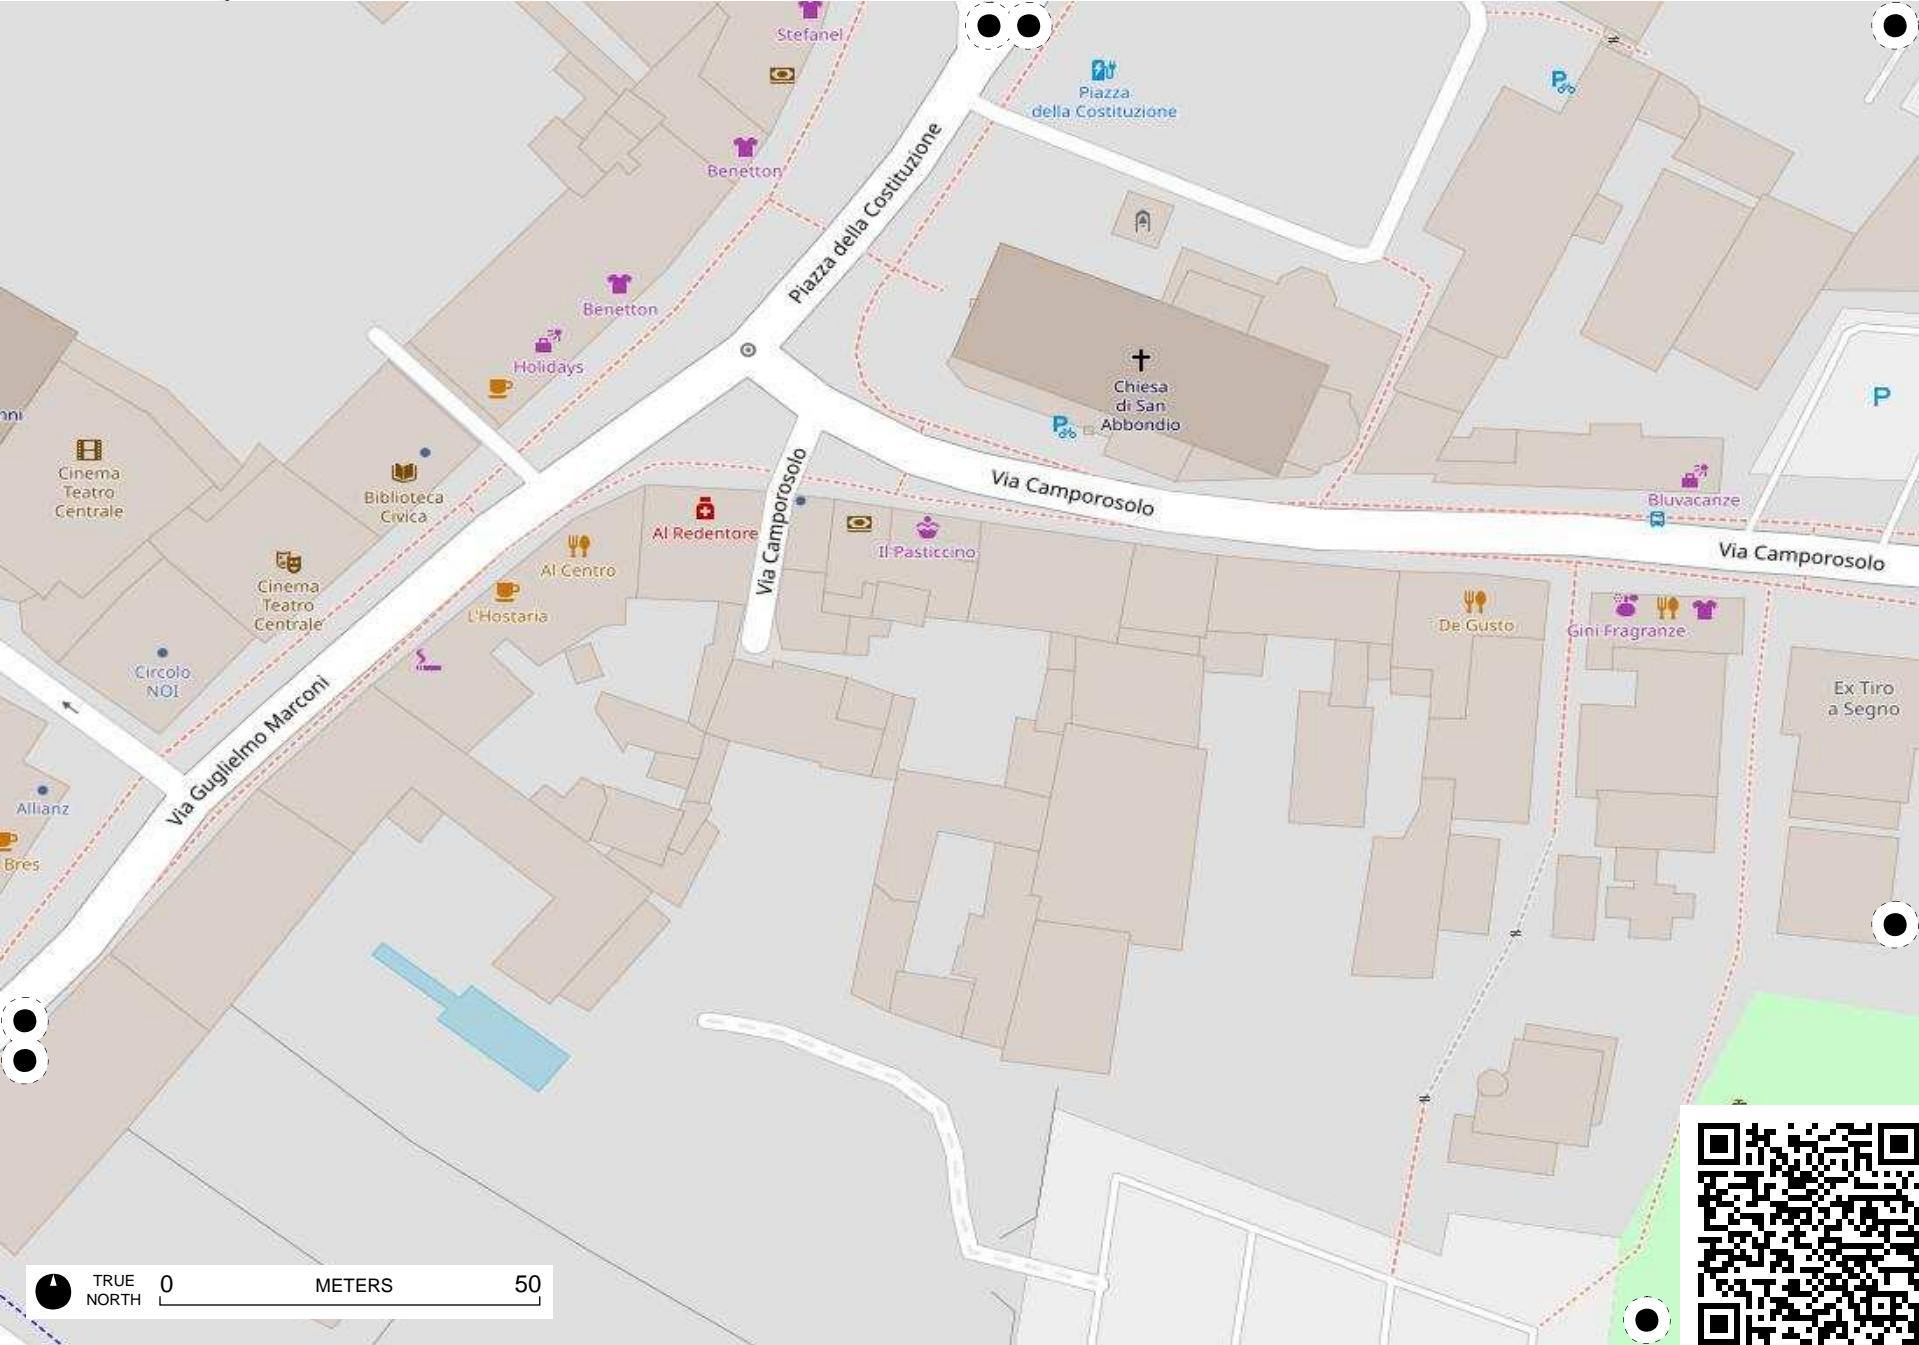 Stefanel
Piazza
della Costituzione
Piazza della Costituzione
Benetton
Benetton
Holidays
Chiesa
di San
Abbondio
P
nni
Cinema
Teatro
Centrale
Biblioteca
Civica
Via Camporosolo
Bluvacanze
Al Redentore
Via Camporosolo
Il Pasticcino
Via Camporosolo
Al Centro
Cinema
Teatro
Centrale
L'Hostaria
De Gusto
Gini Fragranze
Circolo
NOI
Ex Tiro
a Segno
Via Guglielmo Marconi
Allianz
Bres
TRUE
NORTH
0 METERS 50